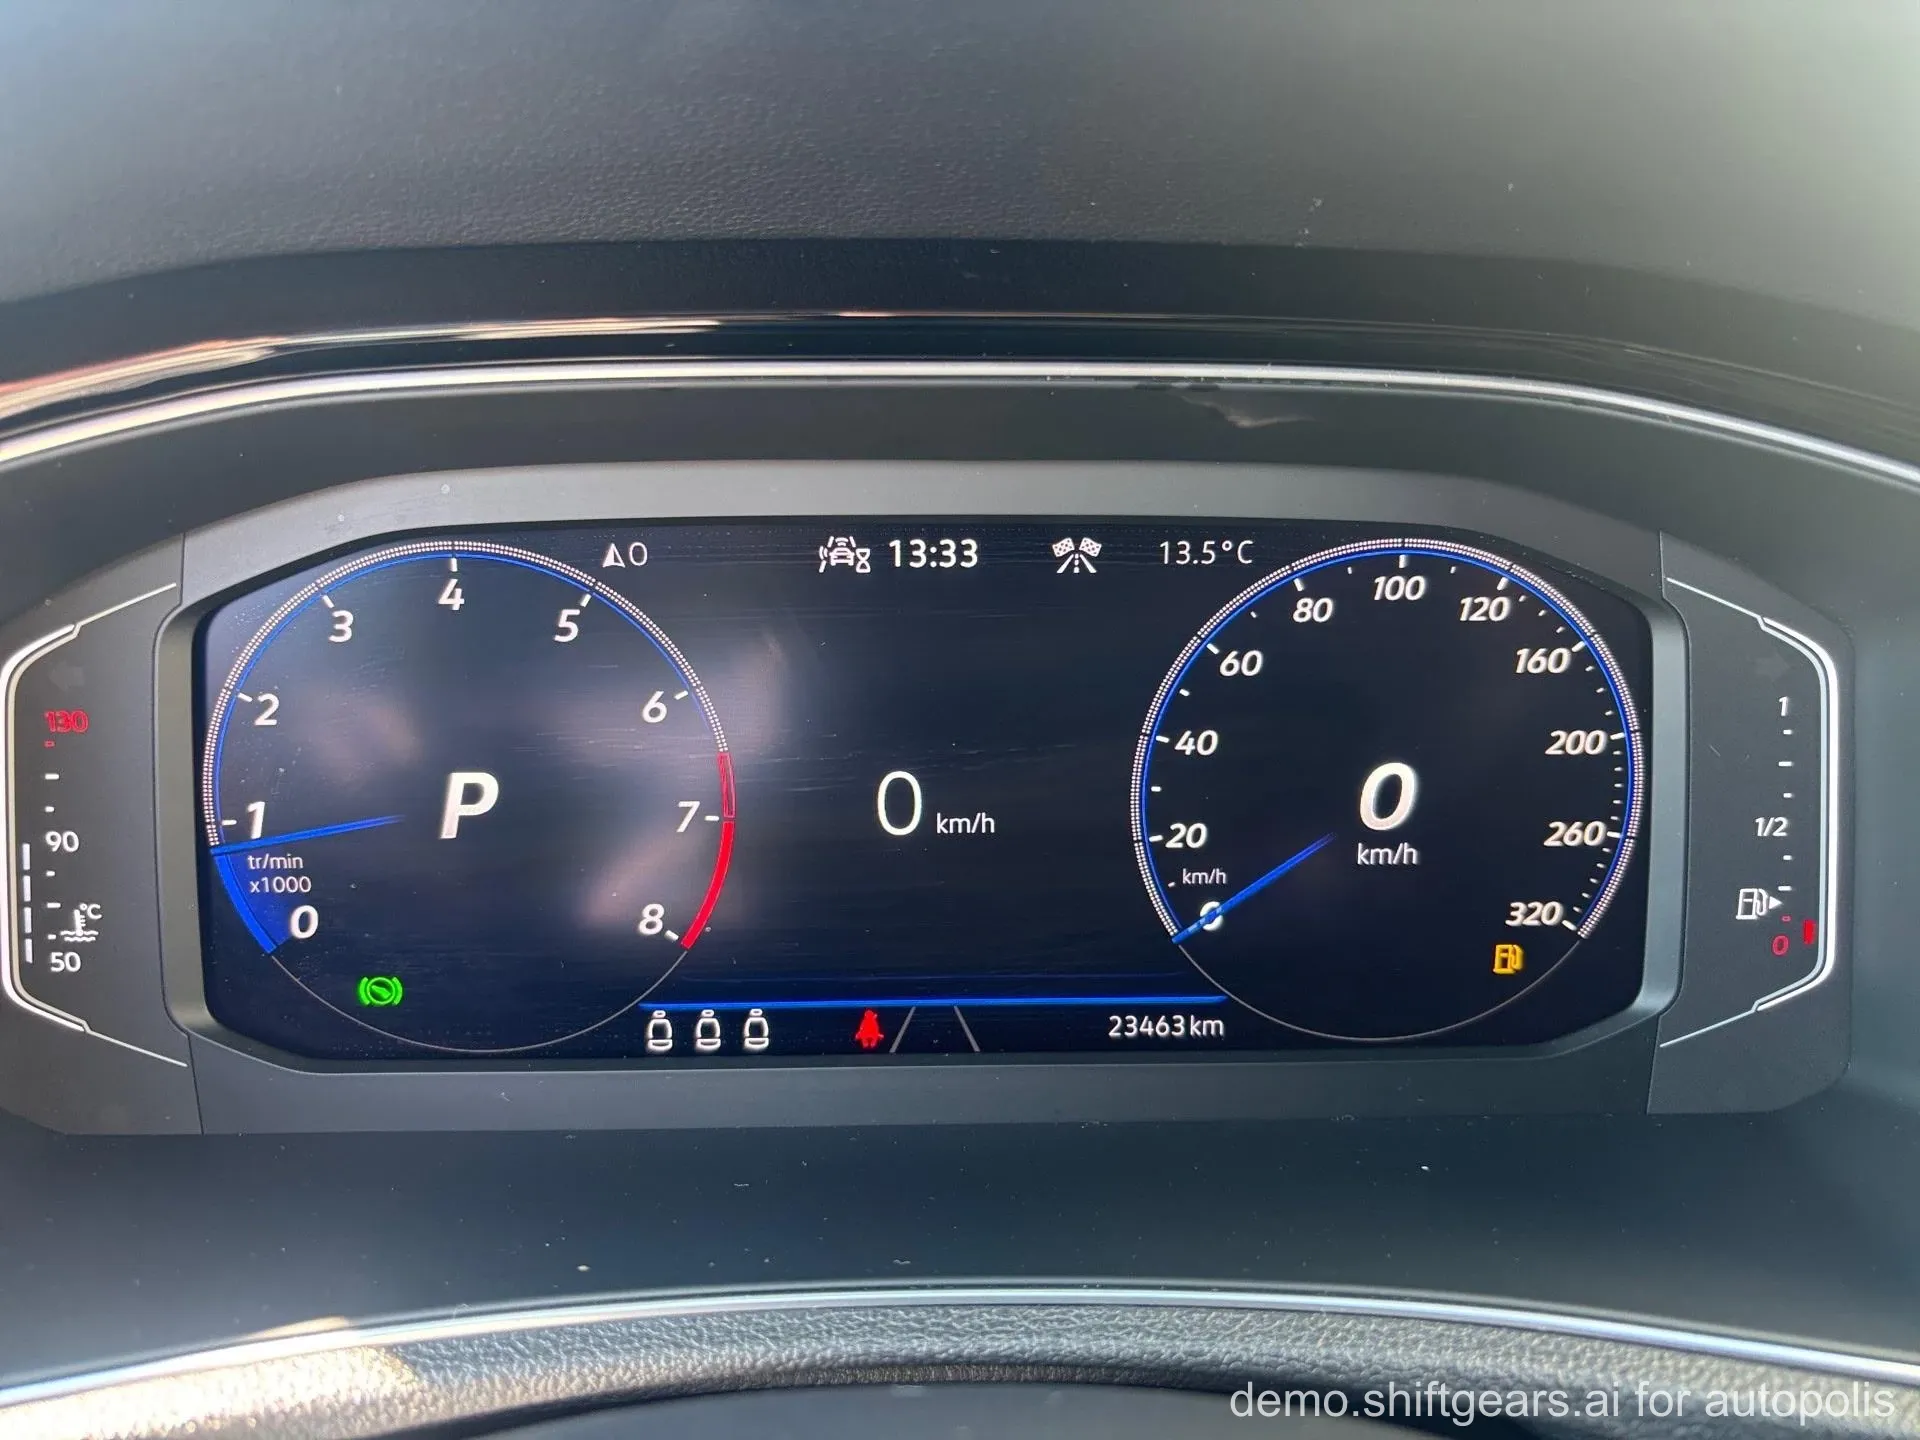 0 13:33 13.5°C
4
3 5
2 6
1 7
tr/min
x1000
0 8
P
0 km/h
100
80 120
60 160
40 200
20 260
km/h
0 320
0
km/h
130
90
°C
50
1
1/2
0
23463 km
demo.shiftgears.ai for autopolis